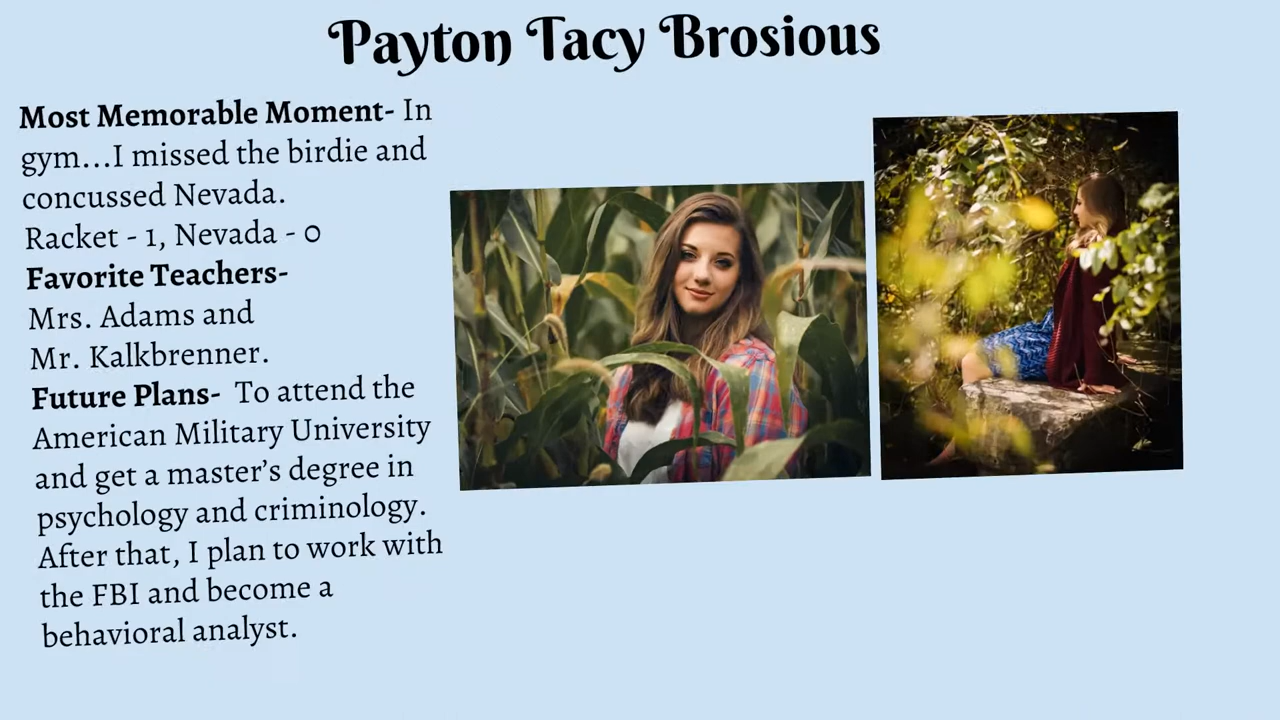 Payton Tacy Brosious
Most Memorable Moment- In
gym...I missed the birdie and
concussed Nevada.
Racket - 1, Nevada - 0
Favorite Teachers-
Mrs. Adams and
Mr. Kalkbrenner.
Future Plans- To attend the
American Military University
and get a master's degree in
psychology and criminology.
After that, I plan to work with
the FBI and become a
behavioral analyst.